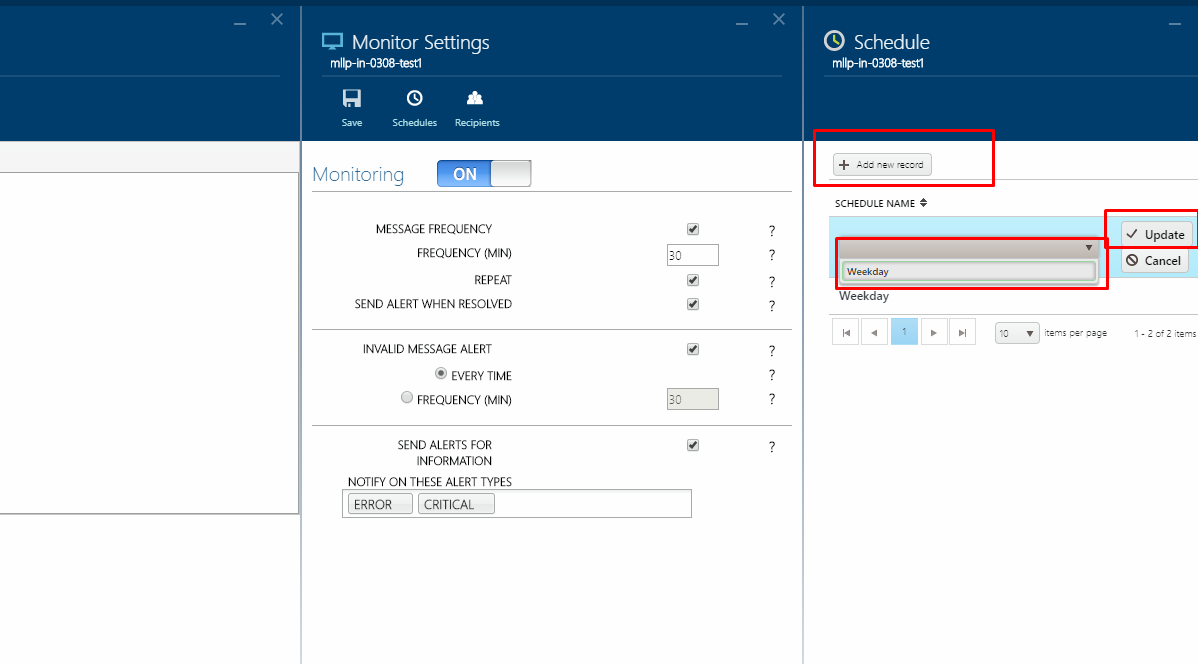 Monitor Settings
mllp-in-0308-test1
Save
Schedules
Recipients
Monitoring
ON
MESSAGE FREQUENCY
?
FREQUENCY (MIN)
30
?
REPEAT
?
SEND ALERT WHEN RESOLVED
?
INVALID MESSAGE ALERT
?
EVERY TIME
?
FREQUENCY (MIN)
30
?
SEND ALERTS FOR
INFORMATION
?
NOTIFY ON THESE ALERT TYPES
ERROR
CRITICAL
Schedule
mllp-in-0308-test1
Add new record
SCHEDULE NAME
Update
Cancel
Weekday
Weekday
1
10
items per page
1 - 2 of 2 items